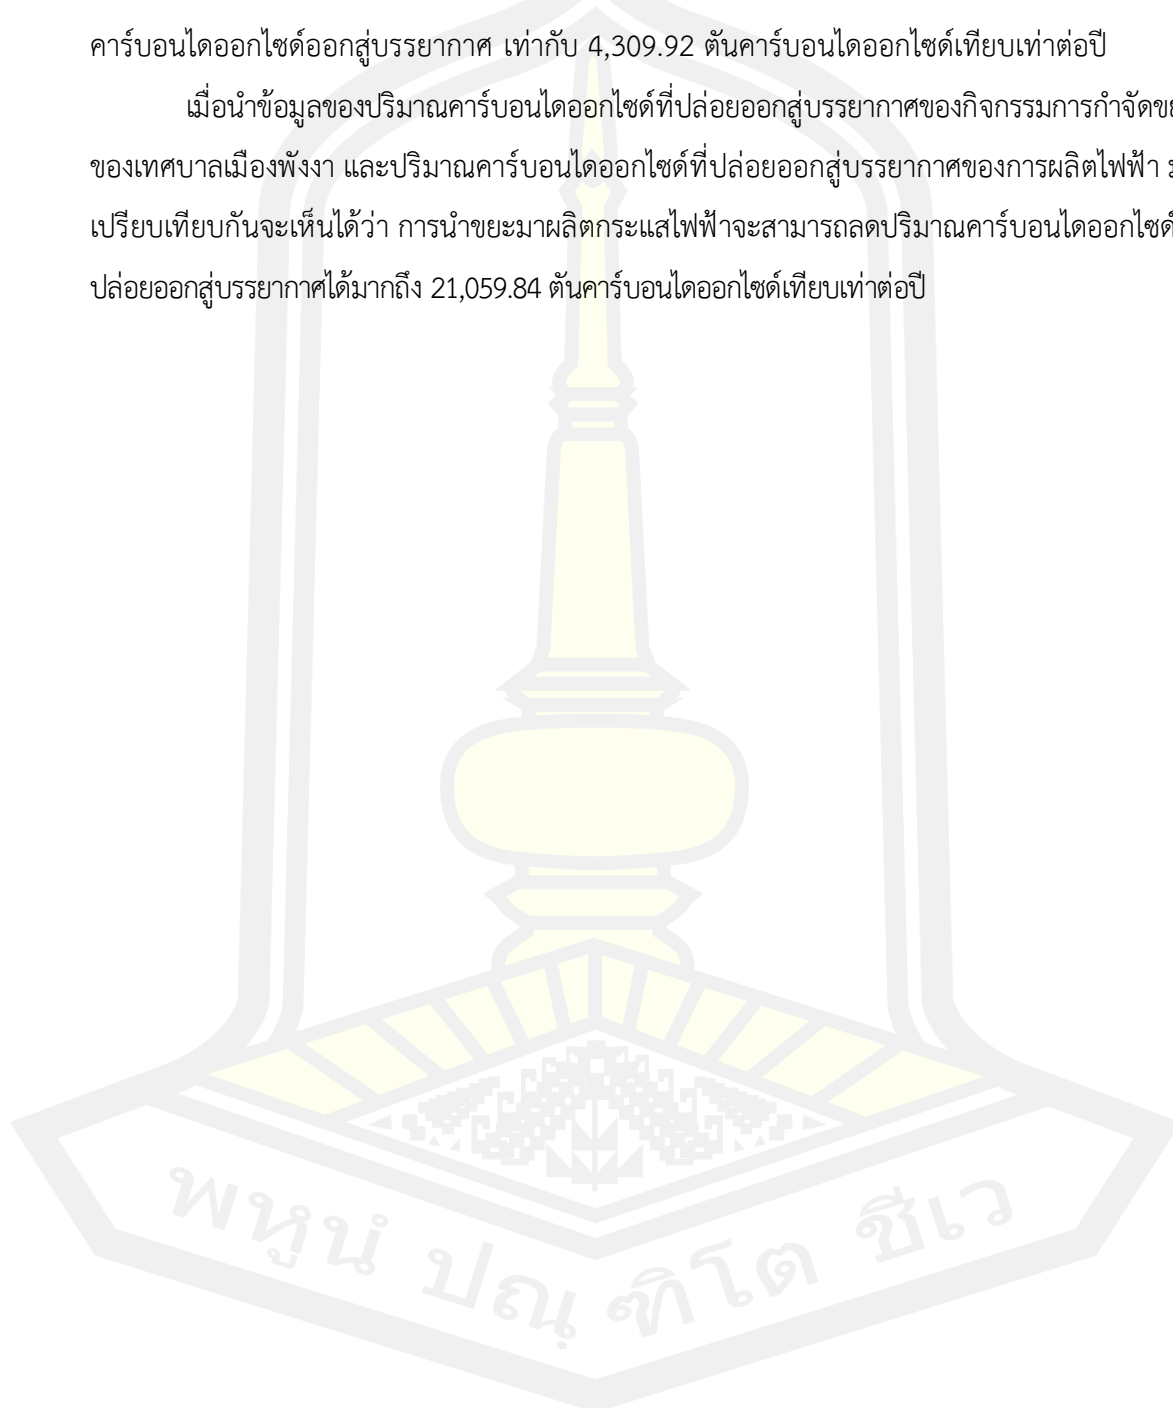 คาร์บอนไดออกไซด์ออกสู่บรรยากาศ เท่ากับ 4,309.92 ตันคาร์บอนไดออกไซด์เทียบเท่าต่อปี
เมื่อนำข้อมูลของปริมาณคาร์บอนไดออกไซด์ที่ปล่อยออกสู่บรรยากาศของกิจกรรมการกำจัด
ของเทศบาลเมืองพังงา และปริมาณคาร์บอนไดออกไซด์ที่ปล่อยออกสู่บรรยากาศของการผลิตไฟฟ้า
เปรียบเทียบกันจะเห็นได้ว่า การนำขยะมาผลิตกระแสไฟฟ้าจะสามารถลดปริมาณคาร์บอนไดออกไซด์
ปล่อยออกสู่บรรยากาศได้มากถึง 21,059.84 ตันคาร์บอนไดออกไซด์เทียบเท่าต่อปี
พหูนํ ปณฺฑิโต ชีเว